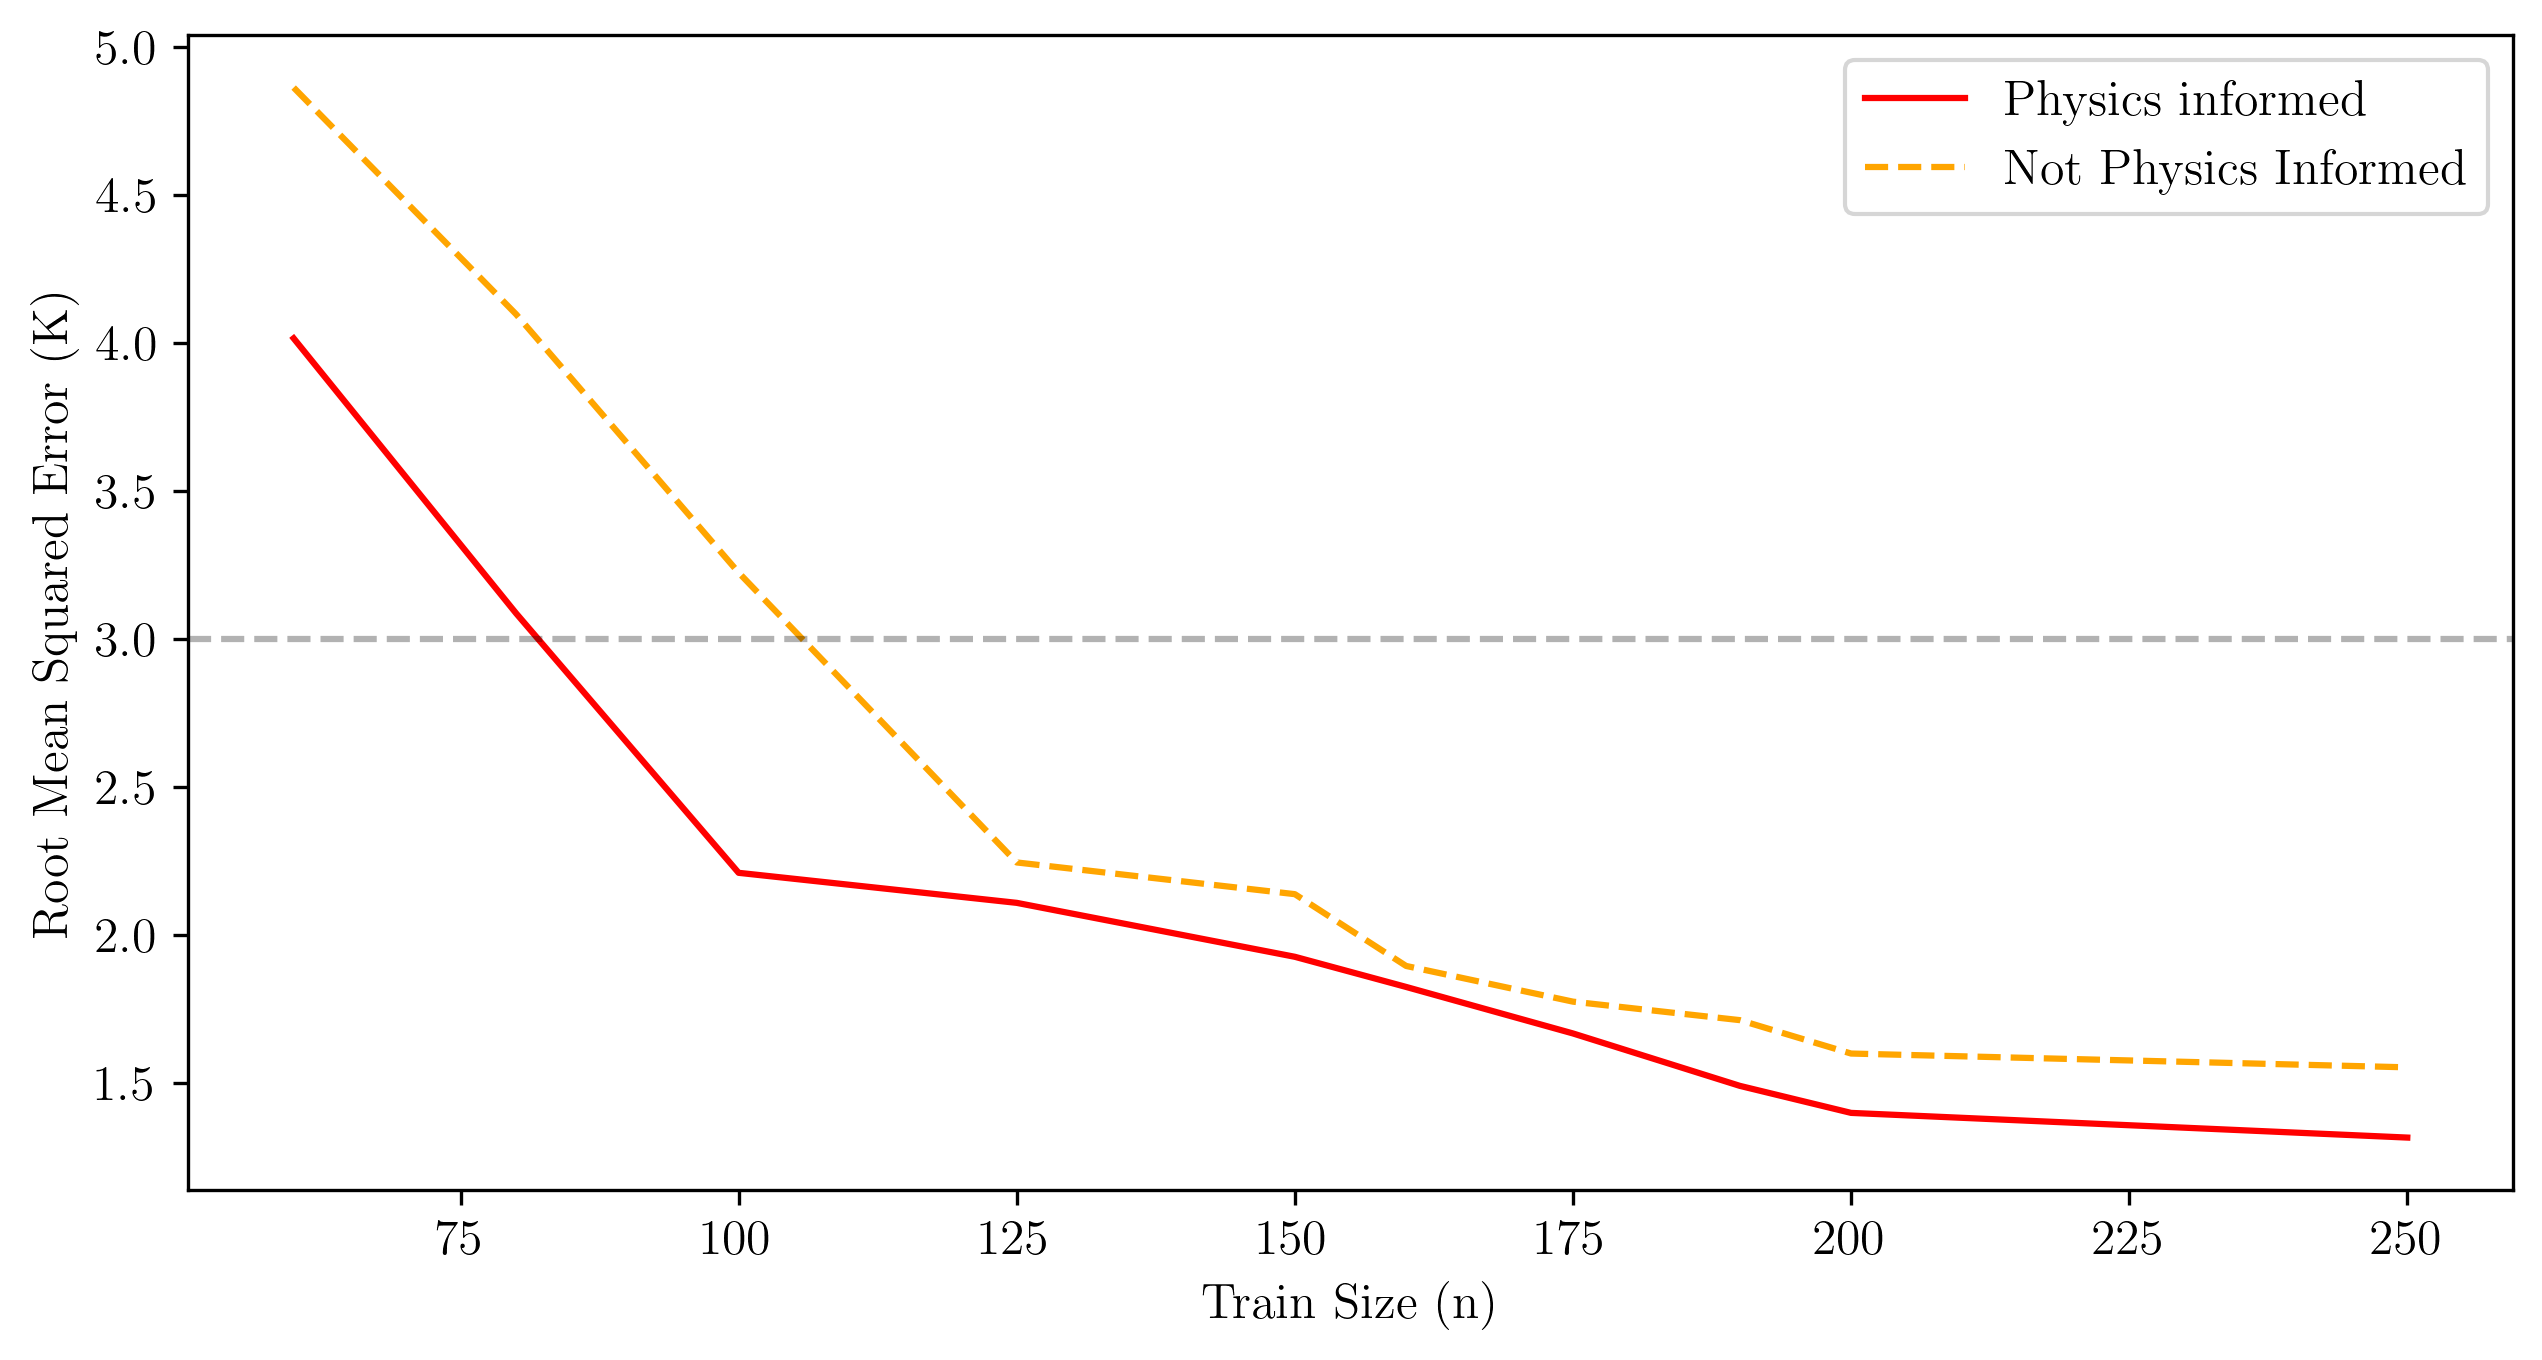 5.0
4.5
4.0
3.5
3.0
2.5
2.0
1.5
Root Mean Squared Error (K)
Physics informed
Not Physics Informed
75 100 125 150 175 200 225 250
Train Size (n)